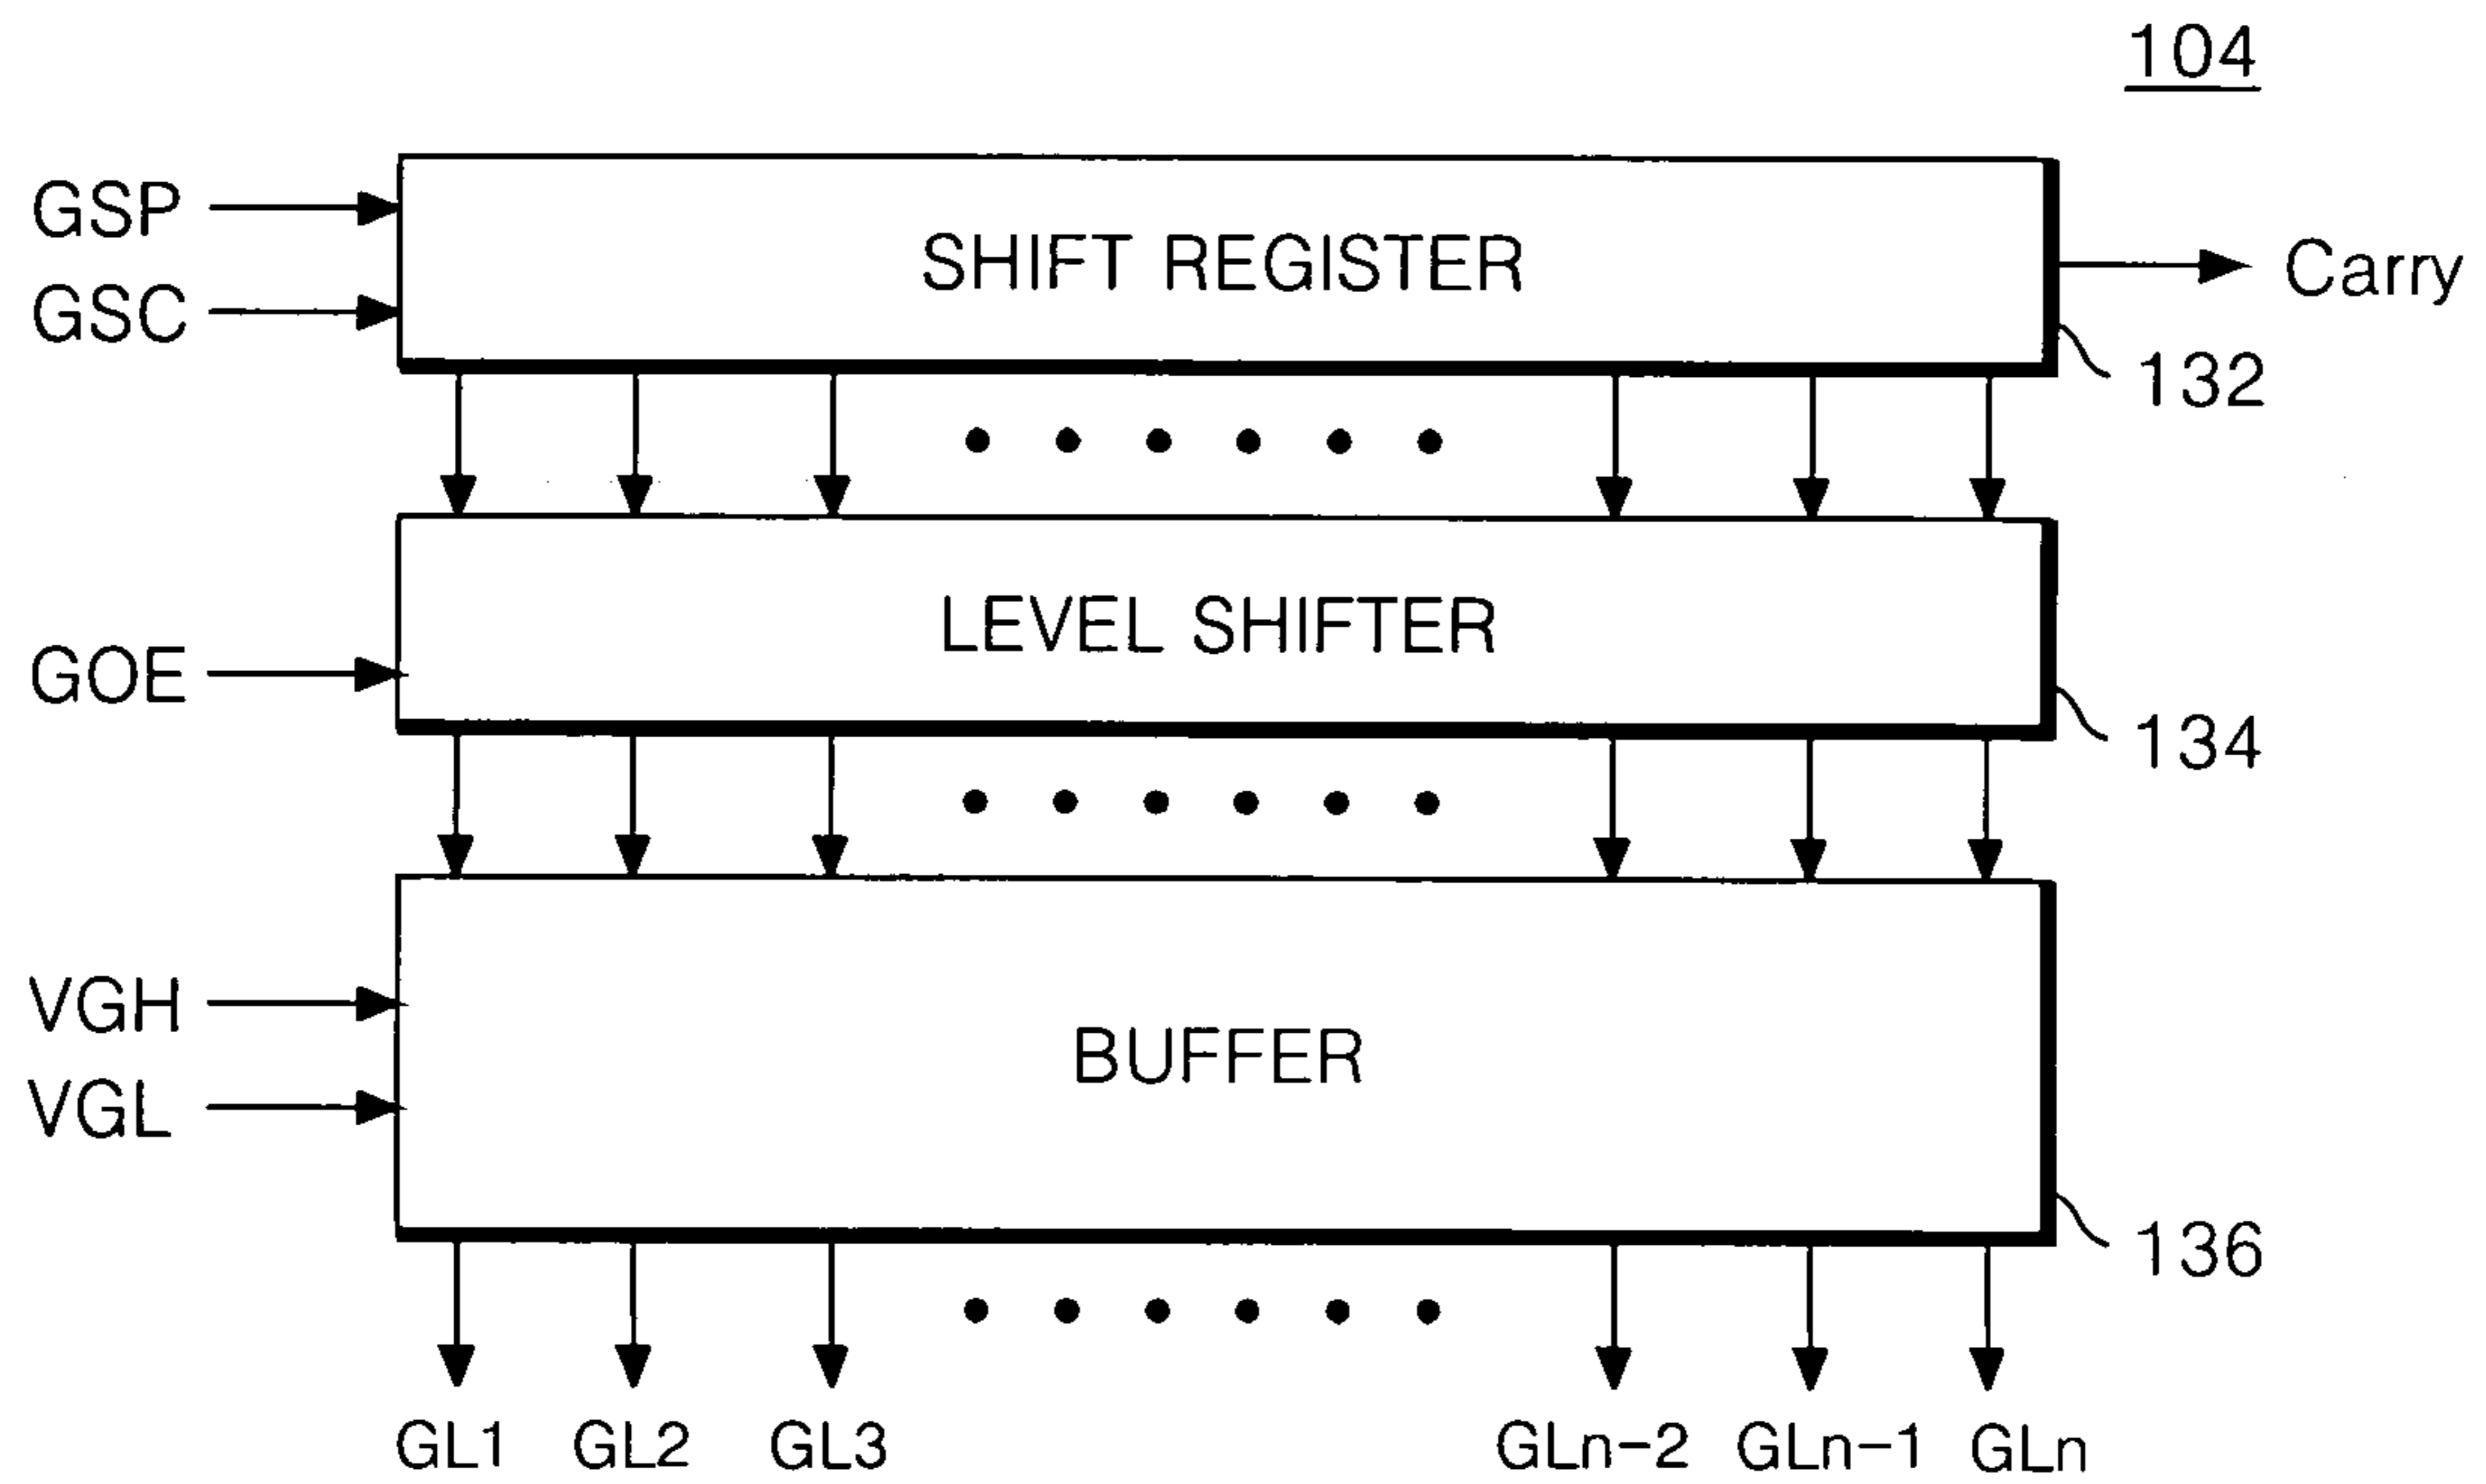 104
GSP
SHIFT REGISTER
Carry
GSC
132
LEVEL SHIFTER
GOE
134
VGH
BUFFER
VGL
136
GL1 GL2 GL3 GLn-2 GLn-1 GLn